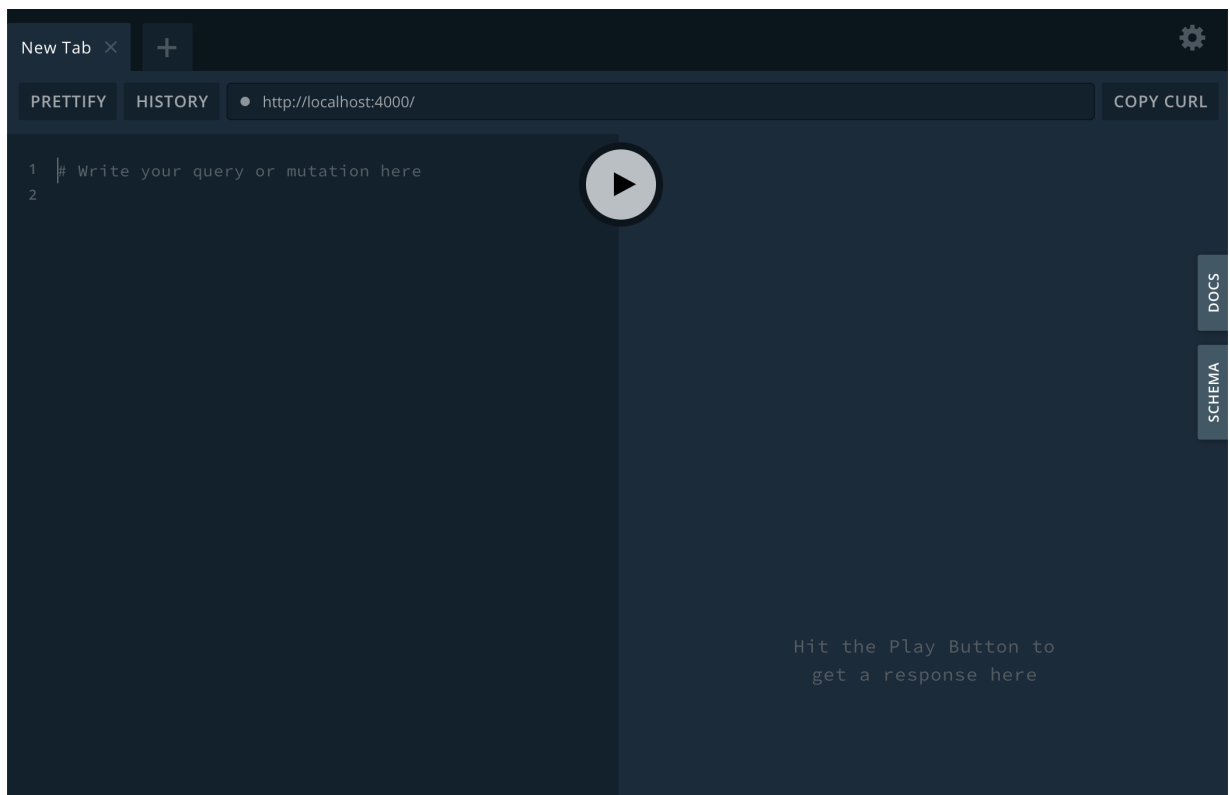 New Tab
PRETTIFY HISTORY http://localhost:4000/ COPY CURL
1 # Write your query or mutation here
2
DOCS
SCHEMA
Hit the Play Button to
get a response here